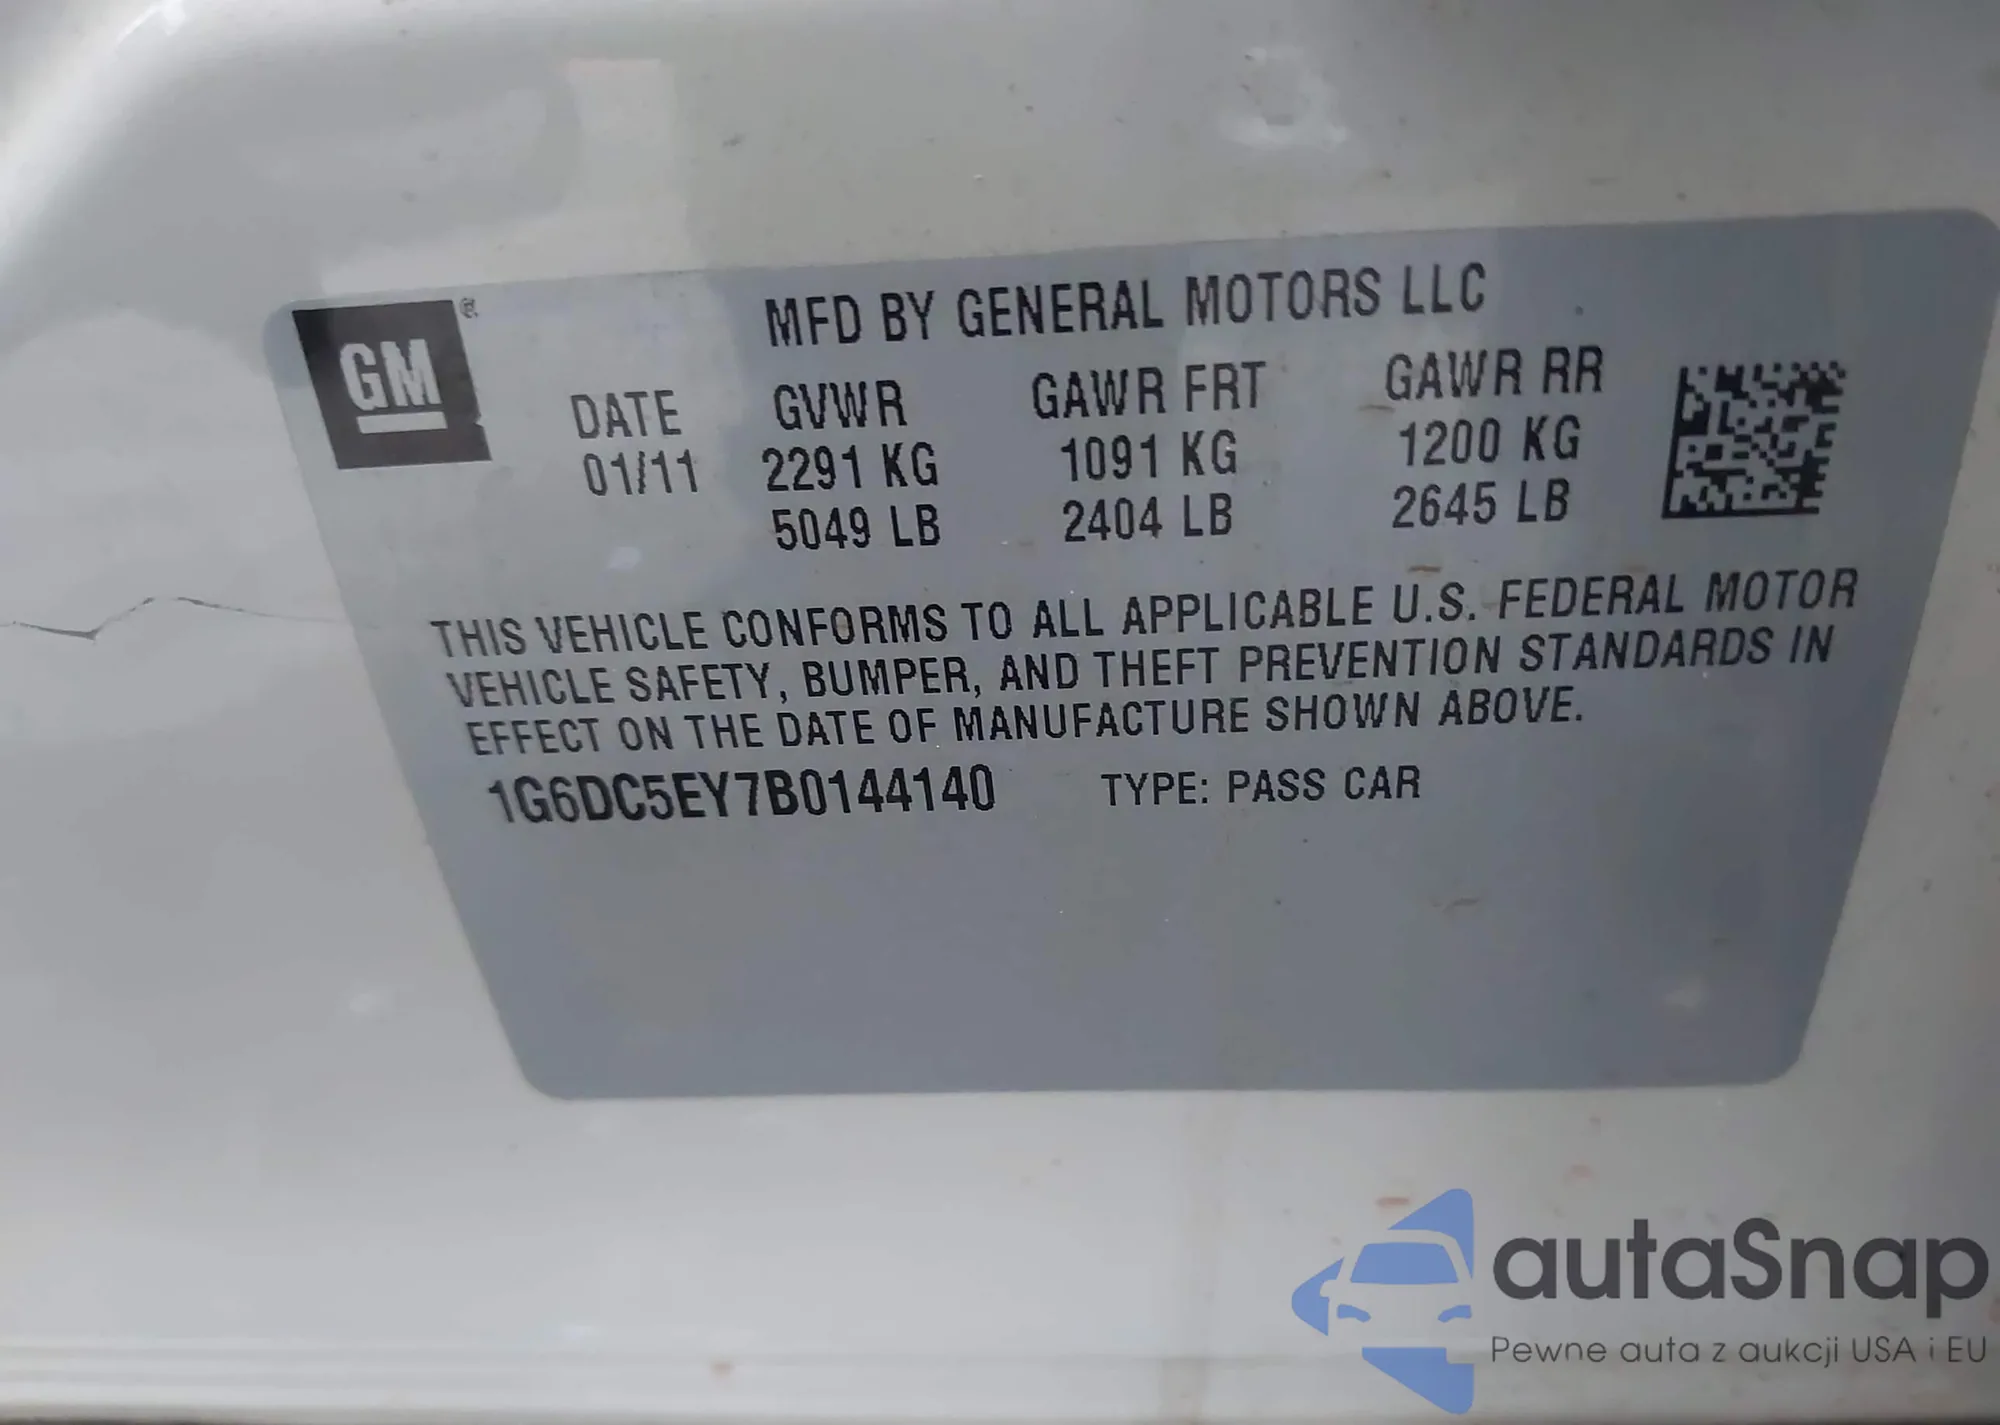 GM
MFD BY GENERAL MOTORS LLC
DATE GVWR GAWR FRT GAWR RR
01/11 2291 KG 1091 KG 1200 KG
5049 LB 2404 LB 2645 LB
THIS VEHICLE CONFORMS TO ALL APPLICABLE U.S. FEDERAL MOTOR
VEHICLE SAFETY, BUMPER, AND THEFT PREVENTION STANDARDS IN
EFFECT ON THE DATE OF MANUFACTURE SHOWN ABOVE.
1G6DC5EY7B0144140 TYPE: PASS CAR
autaSnap
Pewne auta z aukcji USA i EU